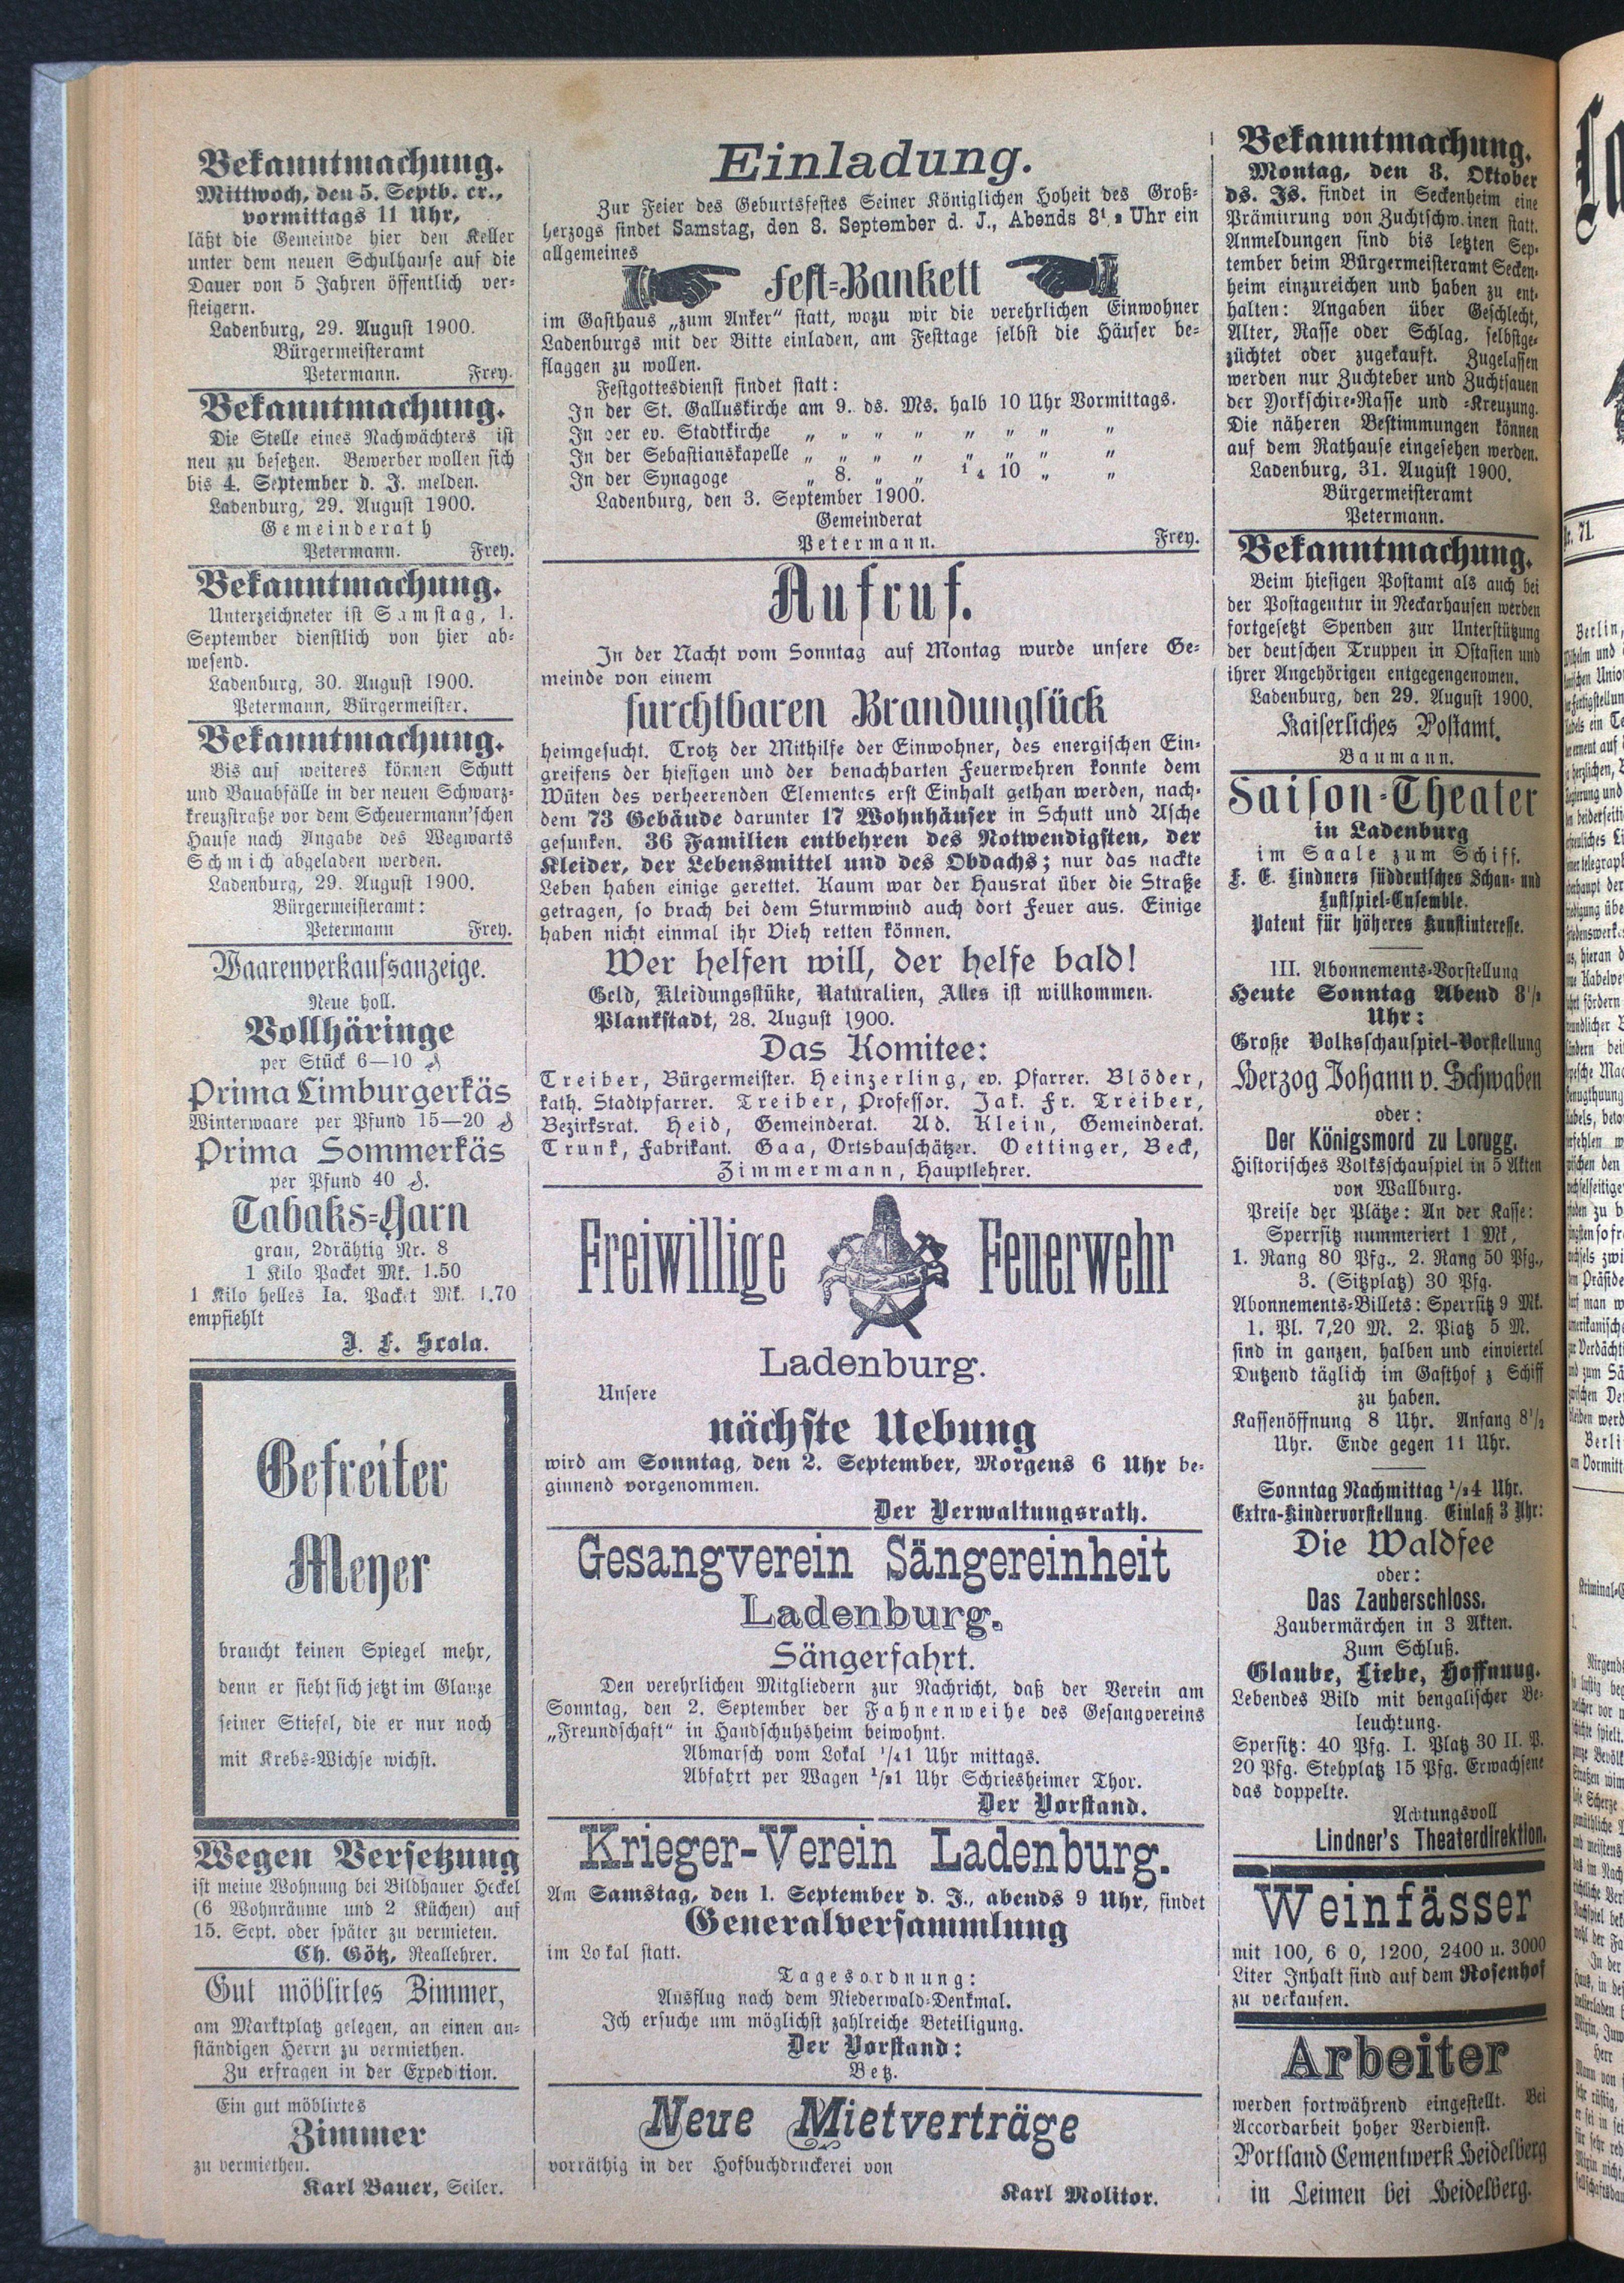 Bekanntmachung.
Mittwoch, den 5. Septb. cr.,
vormittags 11 Uhr,
läßt die Gemeinde hier den Keller
unter dem neuen Schulhause auf die
Dauer von 5 Jahren öffentlich ver-
steigern.
Ladenburg, 29. August 1900.
Bürgermeisteramt
Petermann. Frey.
Bekanntmachung.
Die Stelle eines Nachwächters ist
neu zu besetzen. Bewerber wollen sich
bis 4. September d. J. melden.
Ladenburg, 29. August 1900.
Gemeinderath
Petermann. Frey.
Bekanntmachung.
Unterzeichneter ist Samstag, 1.
September dienstlich von hier ab-
wesend.
Ladenburg, 30. August 1900.
Petermann, Bürgermeister.
Bekanntmachung.
Bis auf weiteres können Schutt
und Bauabfälle in der neuen Schwarz-
kreuzstraße vor dem Scheuermann'schen
Hause nach Angabe des Wegwarts
Schmich abgeladen werden.
Ladenburg, 29. August 1900.
Bürgermeisteramt:
Petermann Frey.
Waarenverkaufsanzeige.
Neue holl.
Vollhäringe
per Stück 6—10 ₰
Prima Limburgerkäs
Winterwaare per Pfund 15—20 ₰
Prima Sommerkäs
per Pfund 40 ₰.
Tabaks-Garn
grau, 2drähtig Nr. 8
1 Kilo Packet Mk. 1.50
1 Kilo helles Ia. Packet Mk. 1.70
empfiehlt
J. F. Scola.
Gefreiter
Meyer
braucht keinen Spiegel mehr,
denn er sieht sich jetzt im Glanze
seiner Stiefel, die er nur noch
mit Krebs-Wichse wichst.
Wegen Versetzung
ist meine Wohnung bei Bildhauer Heckel
(6 Wohnräume und 2 Küchen) auf
15. Sept. oder später zu vermieten.
Ch. Götz, Reallehrer.
Gut möblirtes Zimmer,
am Marktplatz gelegen, an einen an-
ständigen Herrn zu vermiethen.
Zu erfragen in der Expedition.
Ein gut möblirtes
Zimmer
zu vermiethen.
Karl Bauer, Seiler.
Einladung.
Zur Feier des Geburtsfestes Seiner Königlichen Hoheit des Groß-
herzogs findet Samstag, den 8. September d. J., Abends 8½ Uhr ein
allgemeines
Fest-Bankett
im Gasthaus „zum Anker“ statt, wozu wir die verehrlichen Einwohner
Ladenburgs mit der Bitte einladen, am Festtage selbst die Häuser be-
flaggen zu wollen.
Festgottesdienst findet statt:
In der St. Galluskirche am 9. ds. Ms. halb 10 Uhr Vormittags.
In der ev. Stadtkirche „ „ „ „ „ „ „ „
In der Sebastianskapelle „ „ „ „ „ „ „ „
In der Synagoge „ 8. „ „ ¼ 10 „ „
Ladenburg, den 3. September 1900.
Gemeinderat
Petermann. Frey.
Aufruf.
In der Nacht vom Sonntag auf Montag wurde unsere Ge-
meinde von einem
furchtbaren Brandunglück
heimgesucht. Trotz der Mithilfe der Einwohner, des energischen Ein-
greifens der hiesigen und der benachbarten Feuerwehren konnte dem
Wüten des verheerenden Elementes erst Einhalt gethan werden, nach-
dem 73 Gebäude darunter 17 Wohnhäuser in Schutt und Asche
gesunken. 36 Familien entbehren des Notwendigsten, der
Kleider, der Lebensmittel und des Obdachs; nur das nackte
Leben haben einige gerettet. Kaum war der Hausrat über die Straße
getragen, so brach bei dem Sturmwind auch dort Feuer aus. Einige
haben nicht einmal ihr Vieh retten können.
Wer helfen will, der helfe bald!
Geld, Kleidungsstüke, Naturalien, Alles ist willkommen.
Plankstadt, 28. August 1900.
Das Komitee:
Treiber, Bürgermeister. Heinzerling, ev. Pfarrer. Blöder,
kath. Stadtpfarrer. Treiber, Professor. Jak. Fr. Treiber,
Bezirksrat. Heid, Gemeinderat. Ad. Klein, Gemeinderat.
Trunk, Fabrikant. Gaa, Ortsbauschätzer. Oettinger, Beck,
Zimmermann, Hauptlehrer.
Freiwillige Feuerwehr
Ladenburg.
Unsere
nächste Uebung
wird am Sonntag, den 2. September, Morgens 6 Uhr be-
ginnend vorgenommen.
Der Verwaltungsrath.
Gesangverein Sängereinheit
Ladenburg.
Sängerfahrt.
Den verehrlichen Mitgliedern zur Nachricht, daß der Verein am
Sonntag, den 2. September der Fahnenweihe des Gesangvereins
„Freundschaft“ in Handschuhsheim beiwohnt.
Abmarsch vom Lokal ¼1 Uhr mittags.
Abfahrt per Wagen ½1 Uhr Schriesheimer Thor.
Der Vorstand.
Krieger-Verein Ladenburg.
Am Samstag, den 1. September d. J., abends 9 Uhr, findet
Generalversammlung
im Lokal statt.
Tagesordnung:
Ausflug nach dem Niederwald-Denkmal.
Ich ersuche um möglichst zahlreiche Beteiligung.
Der Vorstand:
Betz.
Neue Mietverträge
vorräthig in der Hofbuchdruckerei von
Karl Molitor.
Bekanntmachung.
Montag, den 8. Oktober
ds. Js. findet in Seckenheim eine
Prämiirung von Zuchtschweinen statt.
Anmeldungen sind bis letzten Sep-
tember beim Bürgermeisteramt Secken-
heim einzureichen und haben zu ent-
halten: Angaben über Geschlecht,
Alter, Rasse oder Schlag, selbstge-
züchtet oder zugekauft. Zugelassen
werden nur Zuchteber und Zuchtsauen
der Yorkschire-Rasse und -Kreuzung.
Die näheren Bestimmungen können
auf dem Rathause eingesehen werden.
Ladenburg, 31. August 1900.
Bürgermeisteramt
Petermann.
Bekanntmachung.
Beim hiesigen Postamt als auch bei
der Postagentur in Neckarhausen werden
fortgesetzt Spenden zur Unterstützung
der deutschen Truppen in Ostasien und
ihrer Angehörigen entgegengenomen.
Ladenburg, den 29. August 1900.
Kaiserliches Postamt.
Baumann.
Saison-Theater
in Ladenburg
im Saale zum Schiff.
F. E. Lindners süddeutsches Schau- und
Lustspiel-Ensemble.
Patent für höheres Kunstinteresse.
III. Abonnements-Vorstellung
Heute Sonntag Abend 8½
Uhr:
Große Volksschauspiel-Vorstellung
Herzog Johann v. Schwaben
oder:
Der Königsmord zu Lorugg.
Historisches Volksschauspiel in 5 Akten
von Wallburg.
Preise der Plätze: An der Kasse:
Sperrsitz nummeriert 1 Mk,
1. Rang 80 Pfg., 2. Rang 50 Pfg.,
3. (Sitzplatz) 30 Pfg.
Abonnements-Billets: Sperrsitz 9 Mk.
1. Pl. 7,20 M. 2. Platz 5 M.
sind in ganzen, halben und einviertel
Dutzend täglich im Gasthof z Schiff
zu haben.
Kassenöffnung 8 Uhr. Anfang 8½
Uhr. Ende gegen 11 Uhr.
Sonntag Nachmittag ½4 Uhr.
Extra-Kindervorstellung. Einlaß 3 Uhr:
Die Waldfee
oder:
Das Zauberschloss.
Zaubermärchen in 3 Akten.
Zum Schluß.
Glaube, Liebe, Hoffnung.
Lebendes Bild mit bengalischer Be-
leuchtung.
Spersitz: 40 Pfg. I. Platz 30 II. P.
20 Pfg. Stehplatz 15 Pfg. Erwachsene
das doppelte.
Achtungsvoll
Lindner's Theaterdirektion.
Weinfässer
mit 100, 6 0, 1200, 2400 u. 3000
Liter Inhalt sind auf dem Rosenhof
zu verkaufen.
Arbeiter
werden fortwährend eingestellt. Bei
Accordarbeit hoher Verdienst.
Portland Cementwerk Heidelberg
in Leimen bei Heidelberg.
Nr. 71.
Berlin,